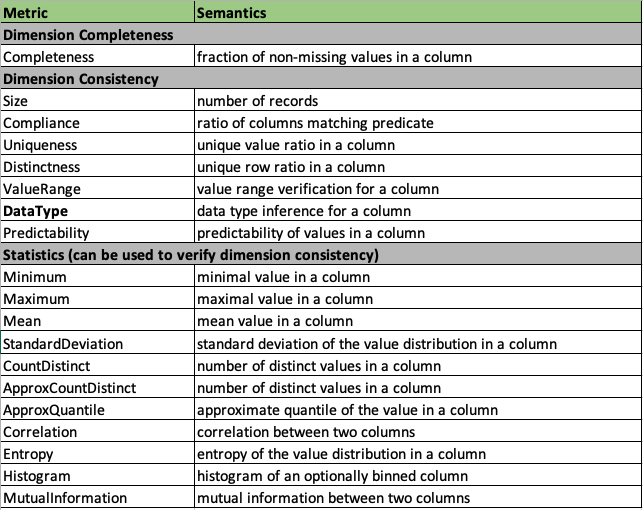 Metric Semantics
Dimension Completeness
Completeness fraction of non-missing values in a column
Dimension Consistency
Size number of records
Compliance ratio of columns matching predicate
Uniqueness unique value ratio in a column
Distinctness unique row ratio in a column
ValueRange value range verification for a column
DataType data type inference for a column
Predictability predictability of values in a column
Statistics (can be used to verify dimension consistency)
Minimum minimal value in a column
Maximum maximal value in a column
Mean mean value in a column
StandardDeviation standard deviation of the value distribution in a column
CountDistinct number of distinct values in a column
ApproxCountDistinct number of distinct values in a column
ApproxQuantile approximate quantile of the value in a column
Correlation correlation between two columns
Entropy entropy of the value distribution in a column
Histogram histogram of an optionally binned column
MutualInformation mutual information between two columns